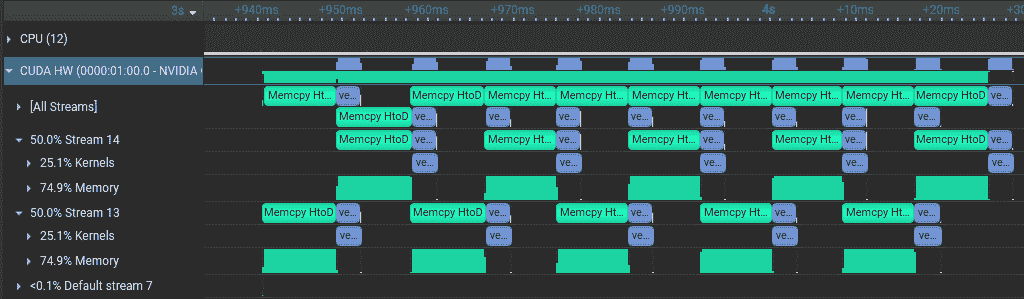 3s +940ms +950ms +960ms +970ms +980ms +990ms 4s +10ms +20ms +30
CPU (12)
CUDA HW (0000:01:00.0 - NVIDIA
[All Streams] Memcpy Ht... ve... Memcpy HtoD Memcpy Ht... Memcpy Ht... Memcpy Ht... Memcpy Ht... Memcpy Ht... Memcpy Ht... Memcpy HtoD ve...
Memcpy HtoD ve... ve... ve... ve... ve... ve... ve... ve...
50.0% Stream 14 Memcpy HtoD ve... Memcpy Ht... ve... Memcpy Ht... ve... Memcpy Ht... ve... Memcpy HtoD ve...
25.1% Kernels ve... ve... ve... ve... ve...
74.9% Memory
50.0% Stream 13 Memcpy HtoD ve... Memcpy HtoD ve... Memcpy Ht... ve... Memcpy Ht... ve... Memcpy Ht... ve...
25.1% Kernels ve... ve... ve... ve... ve...
74.9% Memory
<0.1% Default stream 7